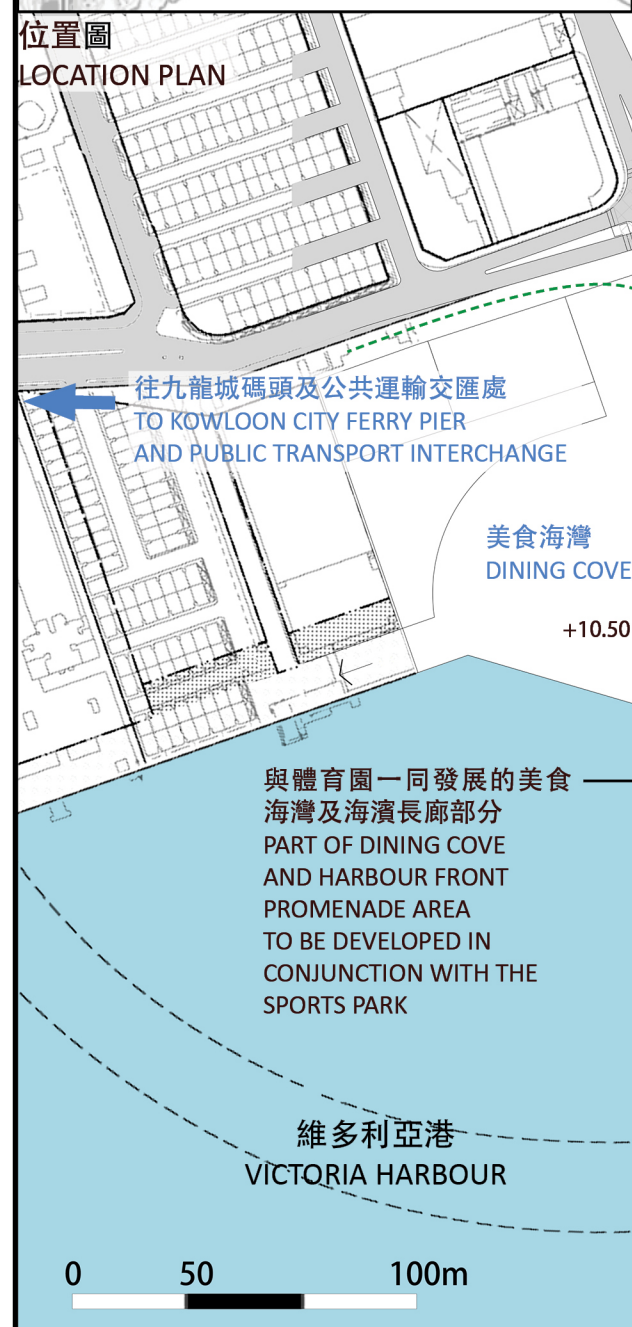 位置圖
LOCATION PLAN
往九龍城碼頭及公共運輸交匯處
TO KOWLOON CITY FERRY PIER
AND PUBLIC TRANSPORT INTERCHANGE
美食海灣
DINING COVE
+10.50
與體育園一同發展的美食
海灣及海濱長廊部分
PART OF DINING COVE
AND HARBOUR FRONT
PROMENADE AREA
TO BE DEVELOPED IN
CONJUNCTION WITH THE
SPORTS PARK
維多利亞港
VICTORIA HARBOUR
0 50 100m